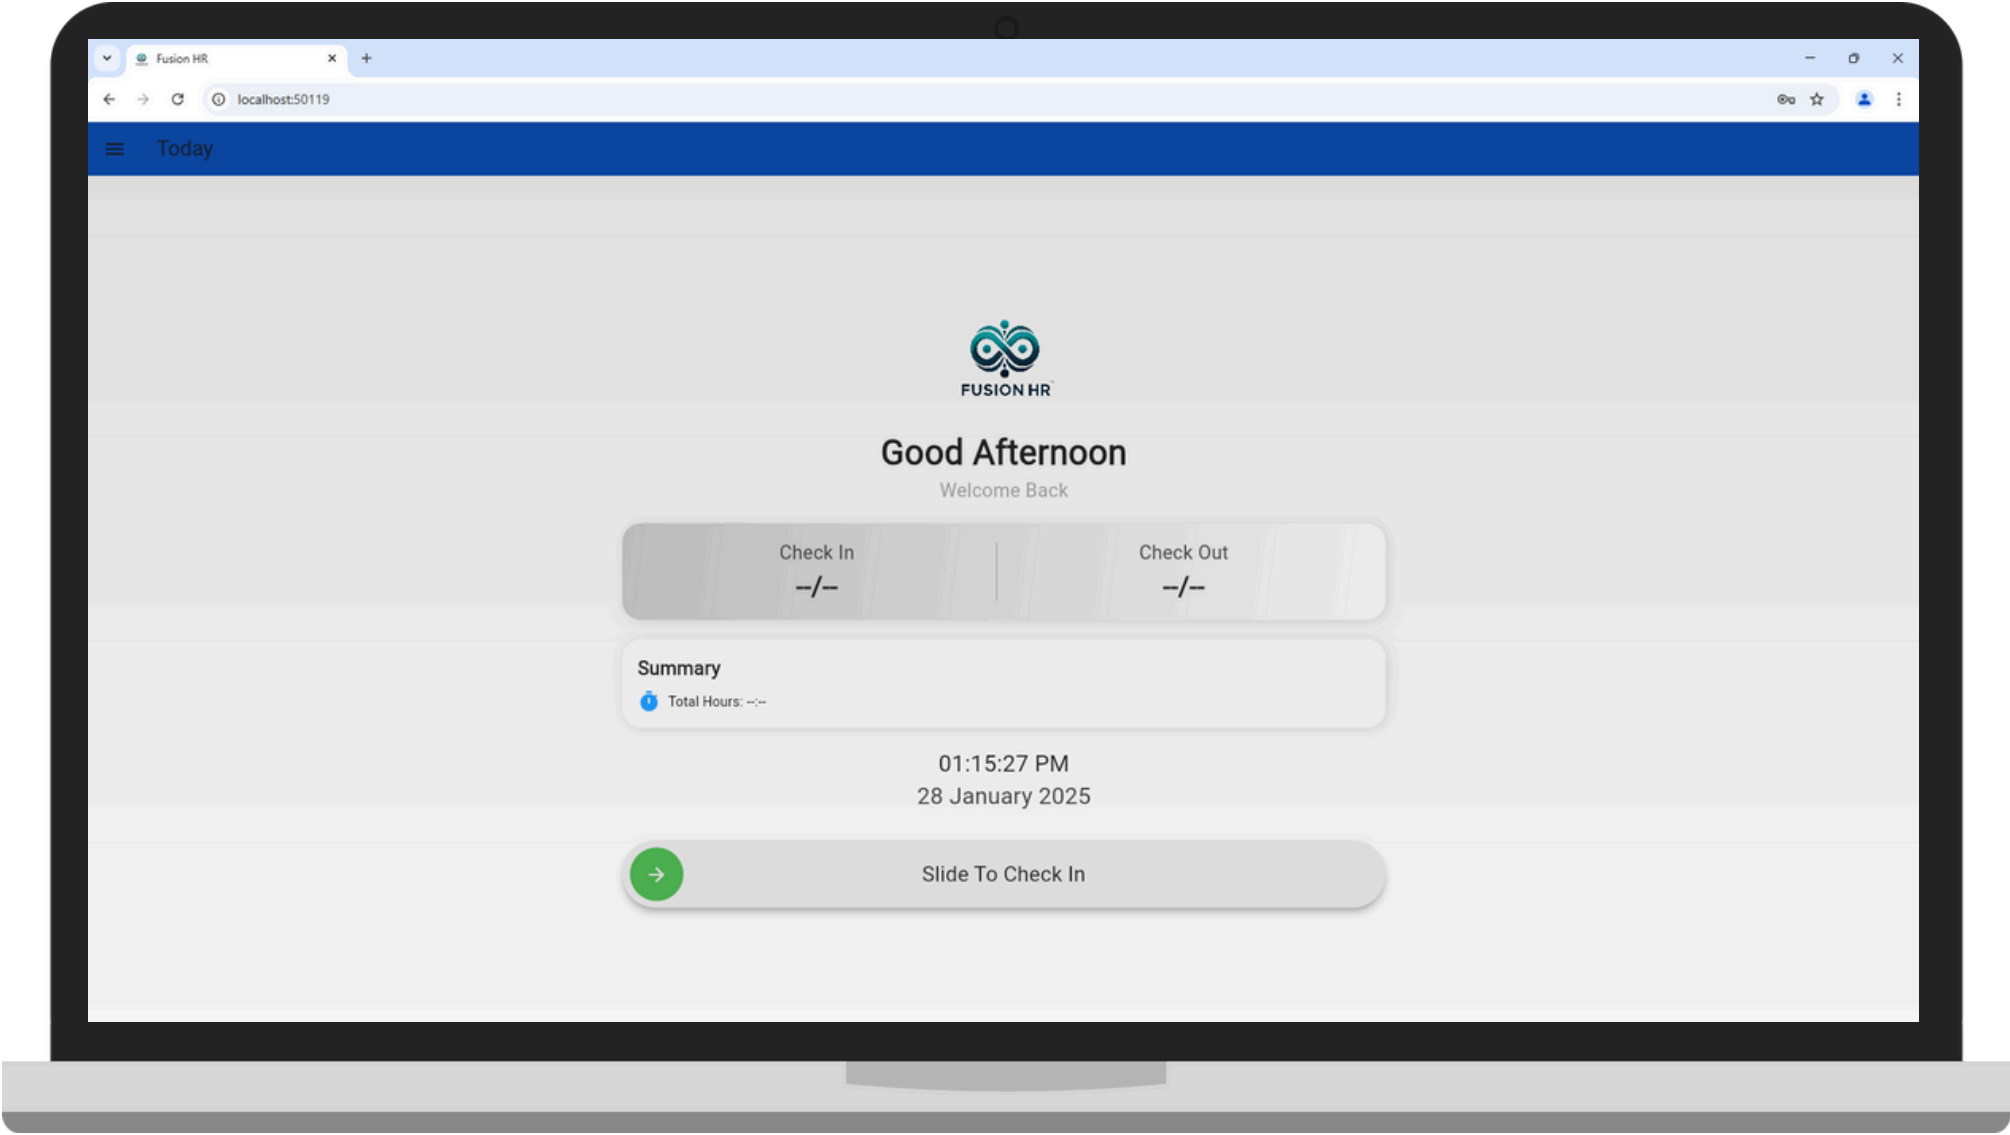 Fusion HR
localhost:50119
Today
FUSION HR
Good Afternoon
Welcome Back
Check In
--/--
Check Out
--/--
Summary
Total Hours: --:--
01:15:27 PM
28 January 2025
Slide To Check In